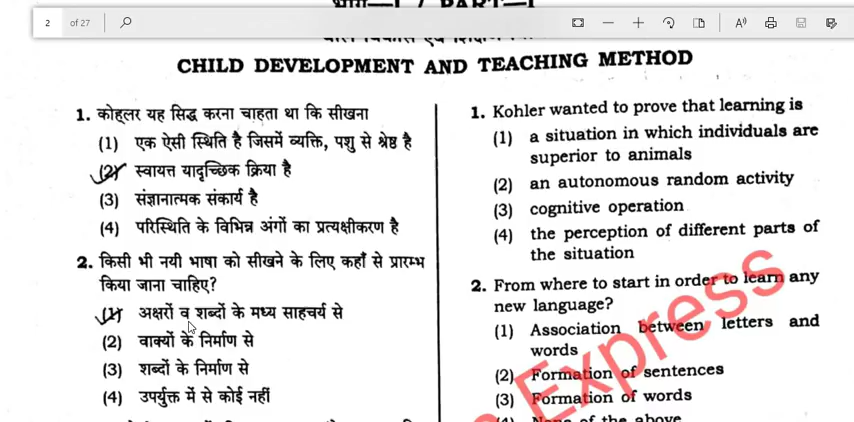 2 of 27
CHILD DEVELOPMENT AND TEACHING METHOD
1. कोहलर यह सिद्ध करना चाहता था कि सीखना
(1) एक ऐसी स्थिति है जिसमें व्यक्ति, पशु से श्रेष्ठ है
(2) स्वायत्त यादृच्छिक क्रिया है
(3) संज्ञानात्मक संकार्य है
(4) परिस्थिति के विभिन्न अंगों का प्रत्यक्षीकरण है
2. किसी भी नयी भाषा को सीखने के लिए कहाँ से प्रारम्भ
किया जाना चाहिए?
(1) अक्षरों व शब्दों के मध्य साहचर्य से
(2) वाक्यों के निर्माण से
(3) शब्दों के निर्माण से
(4) उपर्युक्त में से कोई नहीं
1. Kohler wanted to prove that learning is
(1) a situation in which individuals are
superior to animals
(2) an autonomous random activity
(3) cognitive operation
(4) the perception of different parts of
the situation
2. From where to start in order to learn any
new language?
(1) Association between letters and
words
(2) Formation of sentences
(3) Formation of words
(4) None of the above
Express